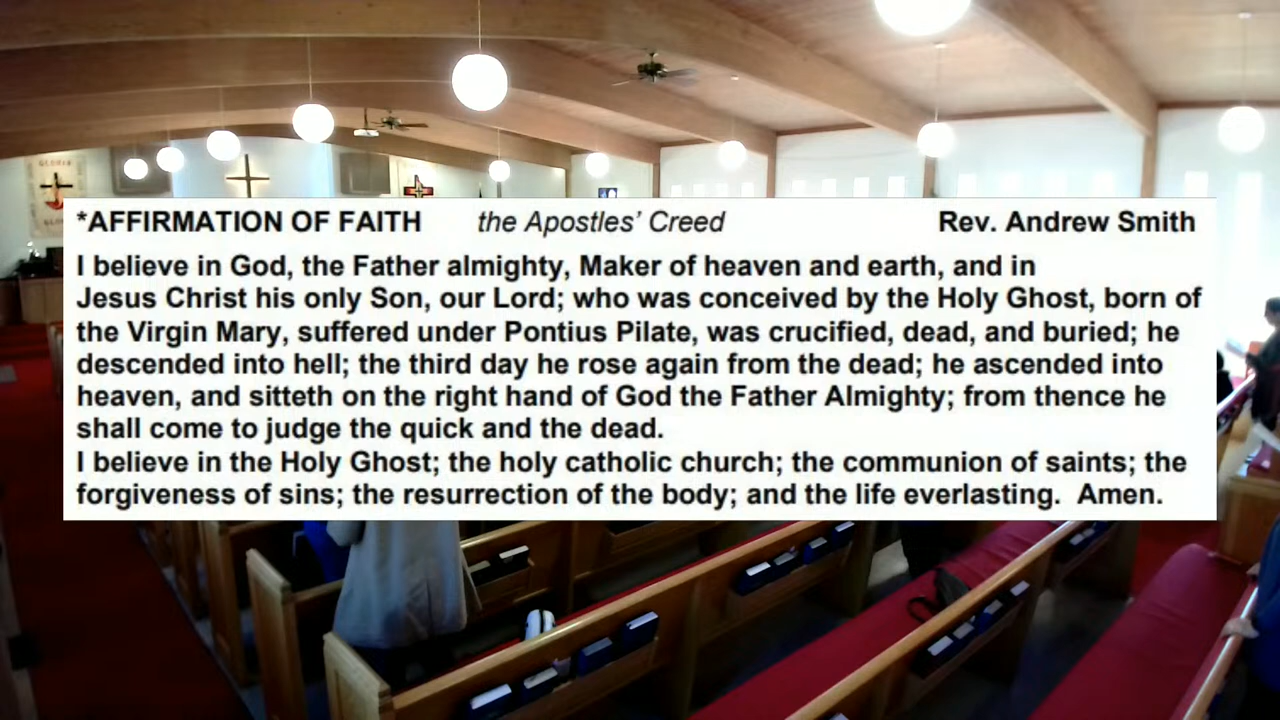 *AFFIRMATION OF FAITH the Apostles' Creed Rev. Andrew Smith
I believe in God, the Father almighty, Maker of heaven and earth, and in
Jesus Christ his only Son, our Lord; who was conceived by the Holy Ghost, born of
the Virgin Mary, suffered under Pontius Pilate, was crucified, dead, and buried; he
descended into hell; the third day he rose again from the dead; he ascended into
heaven, and sitteth on the right hand of God the Father Almighty; from thence he
shall come to judge the quick and the dead.
I believe in the Holy Ghost; the holy catholic church; the communion of saints; the
forgiveness of sins; the resurrection of the body; and the life everlasting. Amen.